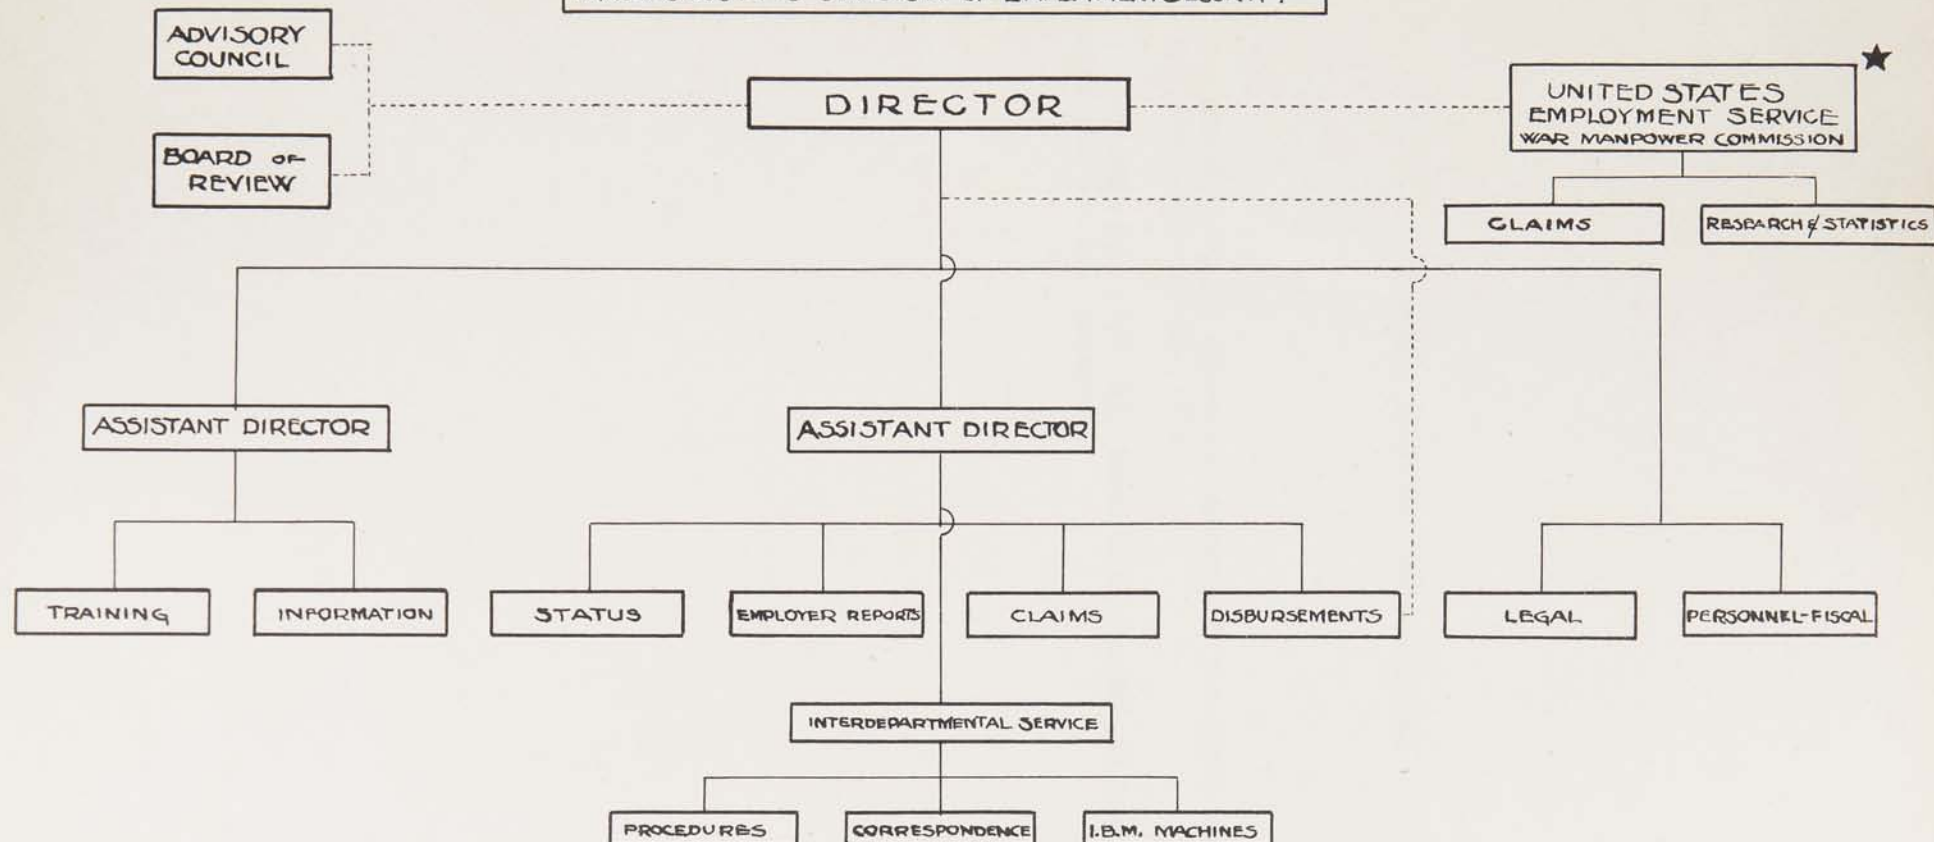 ADVISORY
COUNCIL
DIRECTOR
UNITED STATES
EMPLOYMENT SERVICE
WAR MANPOWER COMMISSION
BOARD OF
REVIEW
CLAIMS
RESEARCH & STATISTICS
ASSISTANT DIRECTOR
ASSISTANT DIRECTOR
TRAINING
INFORMATION
STATUS
EMPLOYER REPORTS
CLAIMS
DISBURSEMENTS
LEGAL
PERSONNEL-FISCAL
INTERDEPARTMENTAL SERVICE
PROCEDURES
CORRESPONDENCE
I.B.M. MACHINES